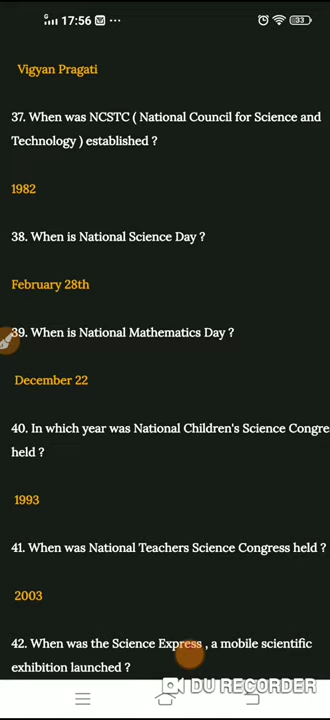 17:56
33
Vigyan Pragati
37. When was NCSTC ( National Council for Science and
Technology ) established ?
1982
38. When is National Science Day ?
February 28th
39. When is National Mathematics Day ?
December 22
40. In which year was National Children's Science Congre
held ?
1993
41. When was National Teachers Science Congress held ?
2003
42. When was the Science Express , a mobile scientific
exhibition launched ?
DU RECORDER